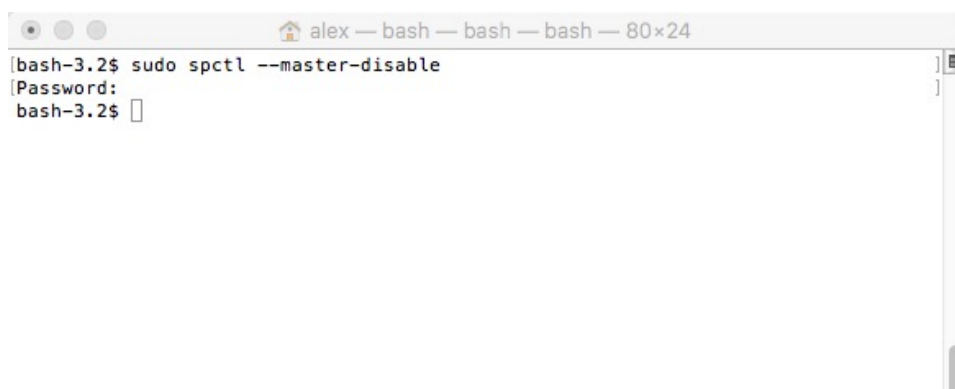 alex — bash — bash — bash — 80×24
[bash-3.2$ sudo spctl --master-disable ]
[Password: ]
bash-3.2$